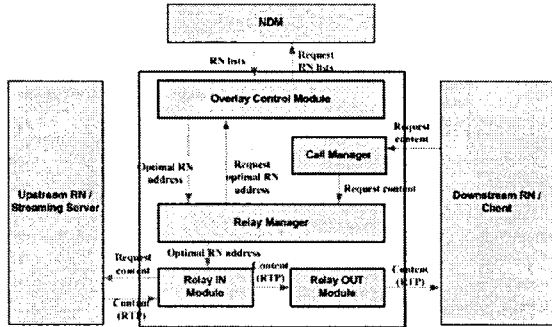 NDM
RN lists
Request
RN lists
Overlay Control Module
Request
content
Call Manager
Optimal RN
address
Request
optimal RN
address
Request content
Upstream RN /
Streaming Server
Downstream RN /
Client
Relay Manager
Optimal RN address
Request
content
Relay IN
Module
Content
(RTP)
Relay OUT
Module
Content
(RTP)
Content
(RTP)